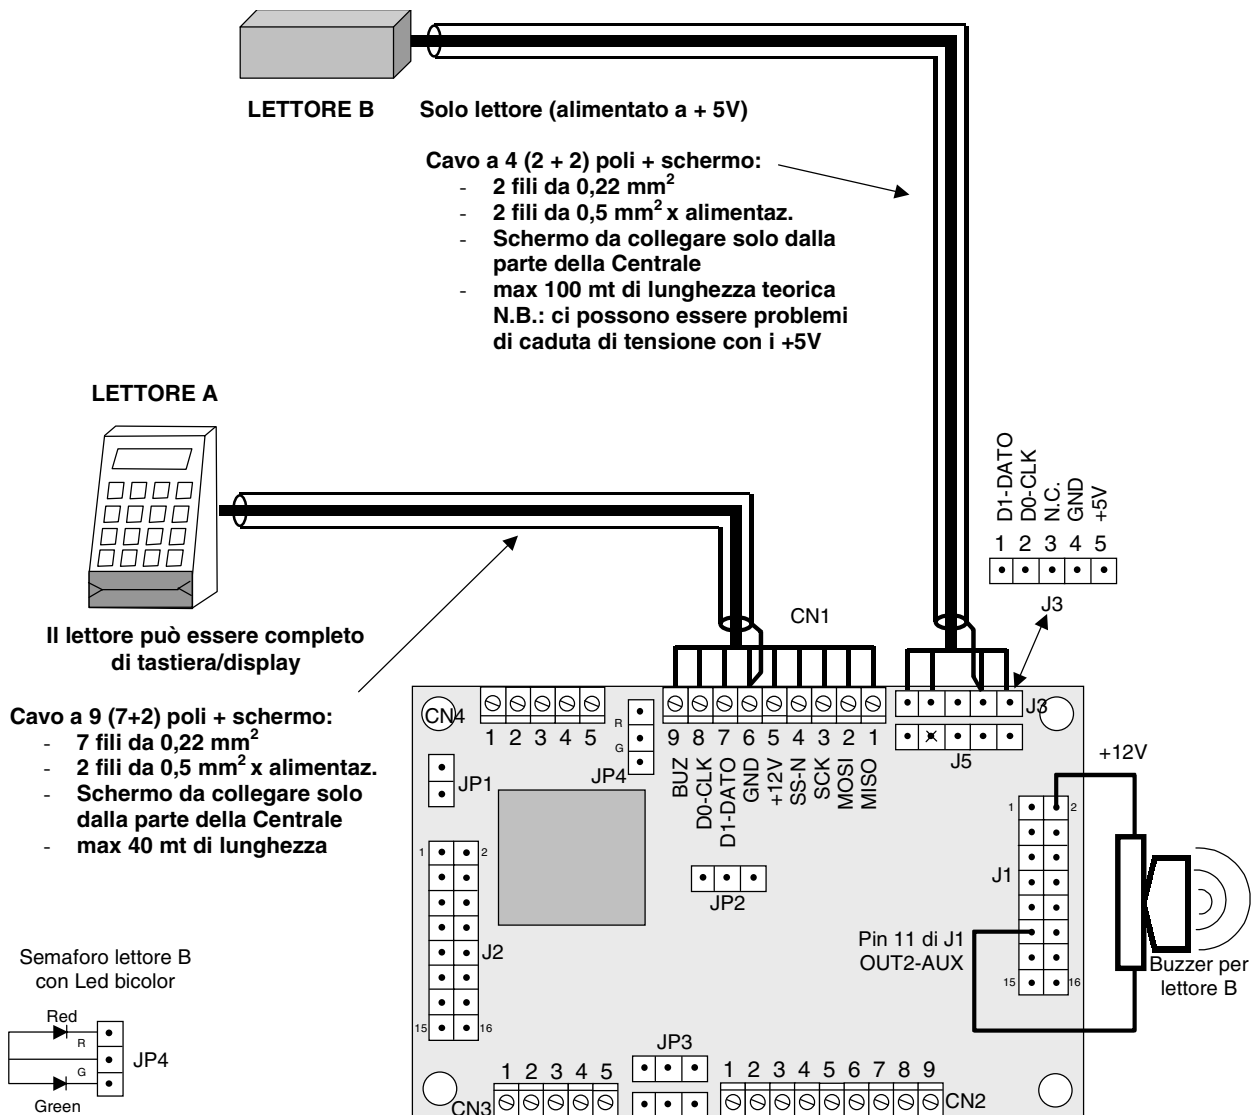 LETTORE B
Solo lettore (alimentato a + 5V)
Cavo a 4 (2 + 2) poli + schermo:
- 2 fili da 0,22 mm²
- 2 fili da 0,5 mm² x alimentaz.
- Schermo da collegare solo dalla
parte della Centrale
- max 100 mt di lunghezza teorica
N.B.: ci possono essere problemi
di caduta di tensione con i +5V
LETTORE A
Il lettore può essere completo
di tastiera/display
Cavo a 9 (7+2) poli + schermo:
- 7 fili da 0,22 mm²
- 2 fili da 0,5 mm² x alimentaz.
- Schermo da collegare solo
dalla parte della Centrale
- max 40 mt di lunghezza
D1-DATO
D0-CLK
N.C.
GND
+5V
1 2 3 4 5
J3
CN1
CN4
1 2 3 4 5
R
G
JP4
JP1
9 8 7 6 5 4 3 2 1
BUZ
D0-CLK
D1-DATO
GND
+12V
SS-N
SCK
MOSI
MISO
J3
J5
+12V
1
2
J1
15
16
JP2
1
2
J2
15
16
Pin 11 di J1
OUT2-AUX
Buzzer per
lettore B
Semaforo lettore B
con Led bicolor
Red
R
G
Green
JP4
JP3
1 2 3 4 5
CN3
1 2 3 4 5 6 7 8 9
CN2